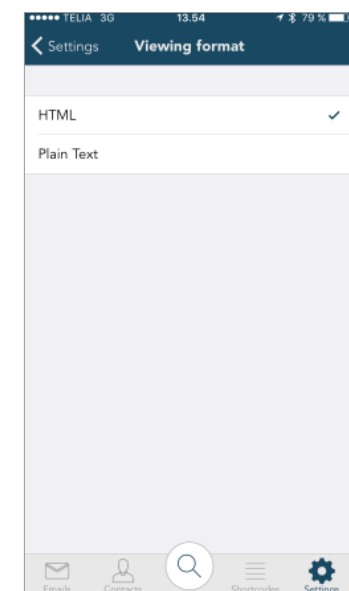 TELIA 3G 13.54 79 %
Settings Viewing format
HTML
Plain Text
Emails Contacts Shortcodes Settings